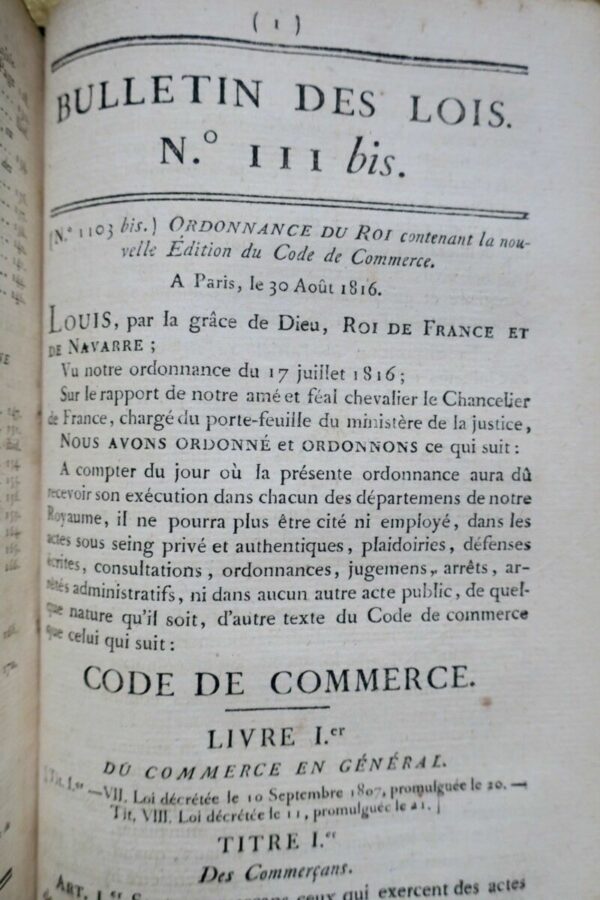 ( 1 )
BULLETIN DES LOIS.
N.º 111 bis.
(N.º 1103 bis.) ORDONNANCE DU ROI contenant la nou-
velle Édition du Code de Commerce.
A Paris, le 30 Août 1816.
LOUIS, par la grâce de Dieu, ROI DE FRANCE ET
DE NAVARRE ;
Vu notre ordonnance du 17 juillet 1816 ;
Sur le rapport de notre amé et féal chevalier le Chancelier
de France, chargé du porte-feuille du ministère de la justice,
NOUS AVONS ORDONNÉ et ORDONNONS ce qui suit :
A compter du jour où la présente ordonnance aura dû
recevoir son exécution dans chacun des départemens de notre
Royaume, il ne pourra plus être cité ni employé, dans les
actes sous seing privé et authentiques, plaidoiries, défenses
écrites, consultations, ordonnances, jugemens, arrêts, ar-
rêtés administratifs, ni dans aucun autre acte public, de quel-
que nature qu'il soit, d'autre texte du Code de commerce
que celui qui suit :
CODE DE COMMERCE.
LIVRE I.er
DU COMMERCE EN GÉNÉRAL.
[Tit. I.er —VII. Loi décrétée le 10 Septembre 1807, promulguée le 20. —
Tit. VIII. Loi décrétée le 11, promulguée le 21.]
TITRE I.er
Des Commerçans.
ART. 1.er ceux qui exercent des actes